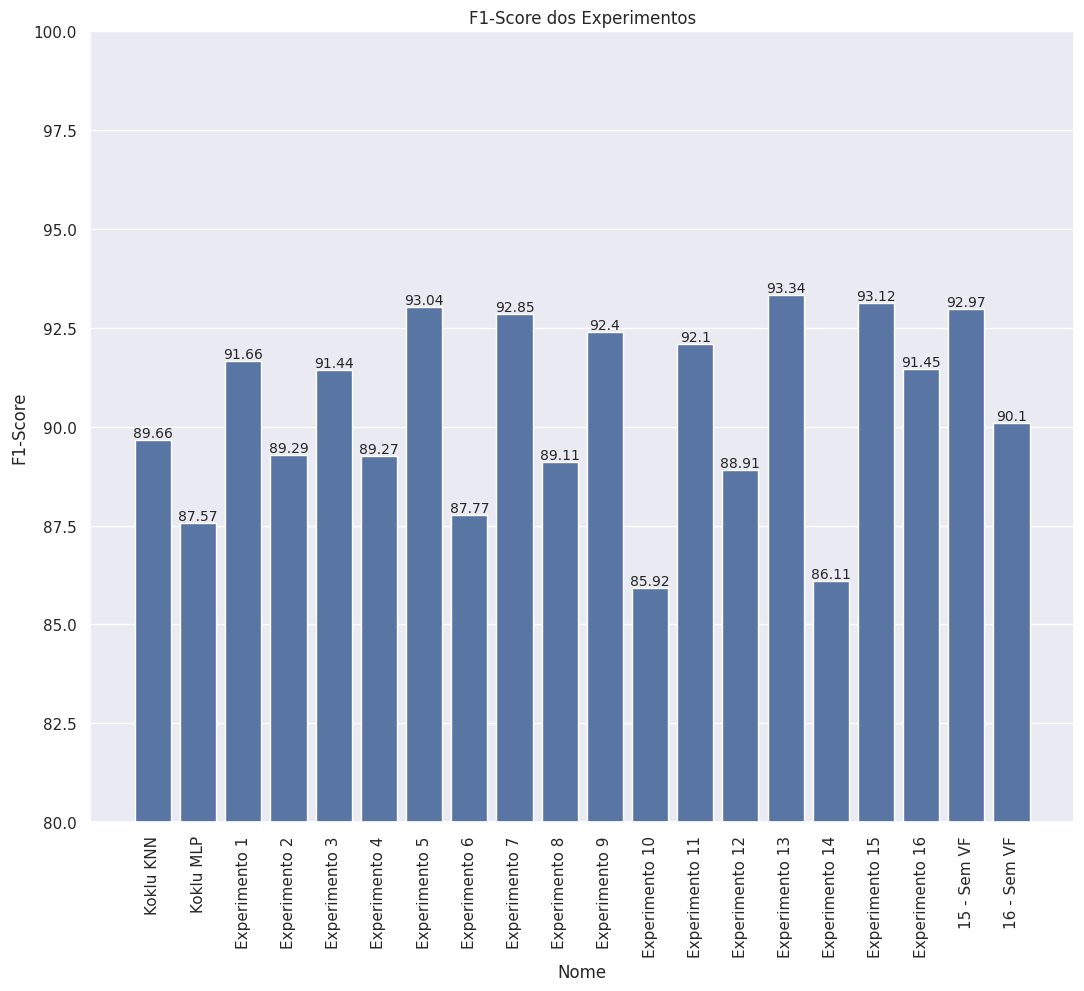 F1-Score dos Experimentos
100.0
97.5
95.0
92.5
90.0
87.5
85.0
82.5
80.0
F1-Score
89.66
87.57
91.66
89.29
91.44
89.27
93.04
87.77
92.85
89.11
92.4
85.92
92.1
88.91
93.34
86.11
93.12
91.45
92.97
90.1
Koklu KNN
Koklu MLP
Experimento 1
Experimento 2
Experimento 3
Experimento 4
Experimento 5
Experimento 6
Experimento 7
Experimento 8
Experimento 9
Experimento 10
Experimento 11
Experimento 12
Experimento 13
Experimento 14
Experimento 15
Experimento 16
15 - Sem VF
16 - Sem VF
Nome